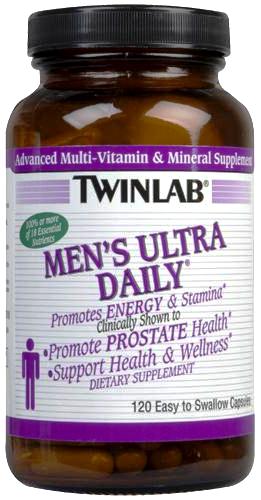 Advanced Multi-Vitamin & Mineral Supplement
TWINLAB®
100% or more
of 18 Essential
Nutrients
MEN'S ULTRA
DAILY®
Promotes ENERGY & Stamina*
Clinically Shown to
•Promote PROSTATE Health*
•Support Health & Wellness*
DIETARY SUPPLEMENT
120 Easy to Swallow Capsules